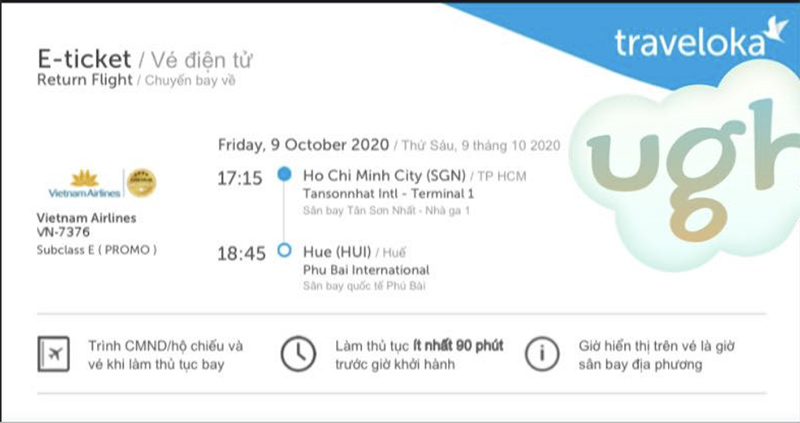 traveloka
E-ticket / Vé điện tử
Return Flight / Chuyến bay về
ugh
Friday, 9 October 2020 / Thứ Sáu, 9 tháng 10 2020
17:15 Ho Chi Minh City (SGN) / TP HCM
Tansonnhat Intl - Terminal 1
Sân bay Tân Sơn Nhất - Nhà ga 1
Vietnam Airlines
Vietnam Airlines
VN-7376
Subclass E ( PROMO )
18:45 Hue (HUI) / Huế
Phu Bai International
Sân bay quốc tế Phú Bài
Trình CMND/hộ chiếu và
vé khi làm thủ tục bay
Làm thủ tục ít nhất 90 phút
trước giờ khởi hành
Giờ hiển thị trên vé là giờ
sân bay địa phương